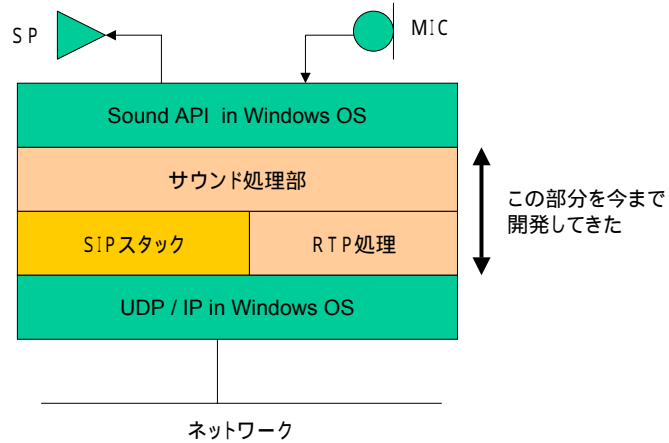 ＳＰ
MIC
Sound API in Windows OS
サウンド処理部
この部分を今まで
開発してきた
ＳＩＰスタック
ＲＴＰ処理
UDP / IP in Windows OS
ネットワーク